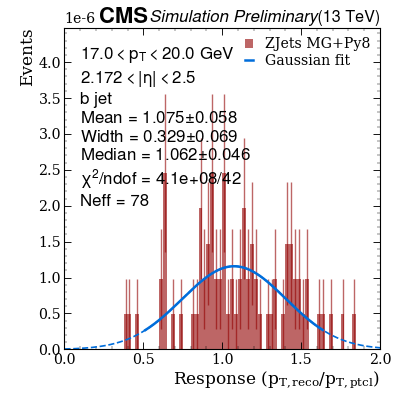 1e-6 CMS Simulation Preliminary (13 TeV)
Events
17.0 < p_T < 20.0 GeV
2.172 < |η| < 2.5
b jet
Mean = 1.075±0.058
Width = 0.329±0.069
Median = 1.062±0.046
χ²/ndof = 4.1e+08/42
Neff = 78
ZJets MG+Py8
Gaussian fit
4.0
3.5
3.0
2.5
2.0
1.5
1.0
0.5
0.0
0.0 0.5 1.0 1.5 2.0
Response (p_T,reco/p_T,ptcl)